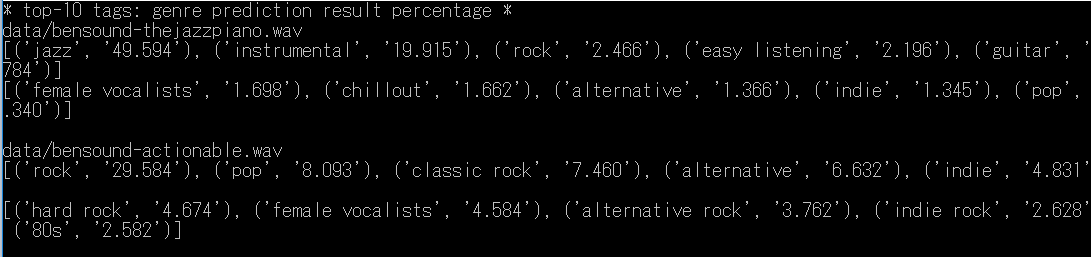 * top-10 tags: genre prediction result percentage *
data/bensound-thejazzpiano.wav
[('jazz', '49.594'), ('instrumental', '19.915'), ('rock', '2.466'), ('easy listening', '2.196'), ('guitar', '
784')]
[('female vocalists', '1.698'), ('chillout', '1.662'), ('alternative', '1.366'), ('indie', '1.345'), ('pop',
.340')]
data/bensound-actionable.wav
[('rock', '29.584'), ('pop', '8.093'), ('classic rock', '7.460'), ('alternative', '6.632'), ('indie', '4.831
[('hard rock', '4.674'), ('female vocalists', '4.584'), ('alternative rock', '3.762'), ('indie rock', '2.628'
('80s', '2.582')]